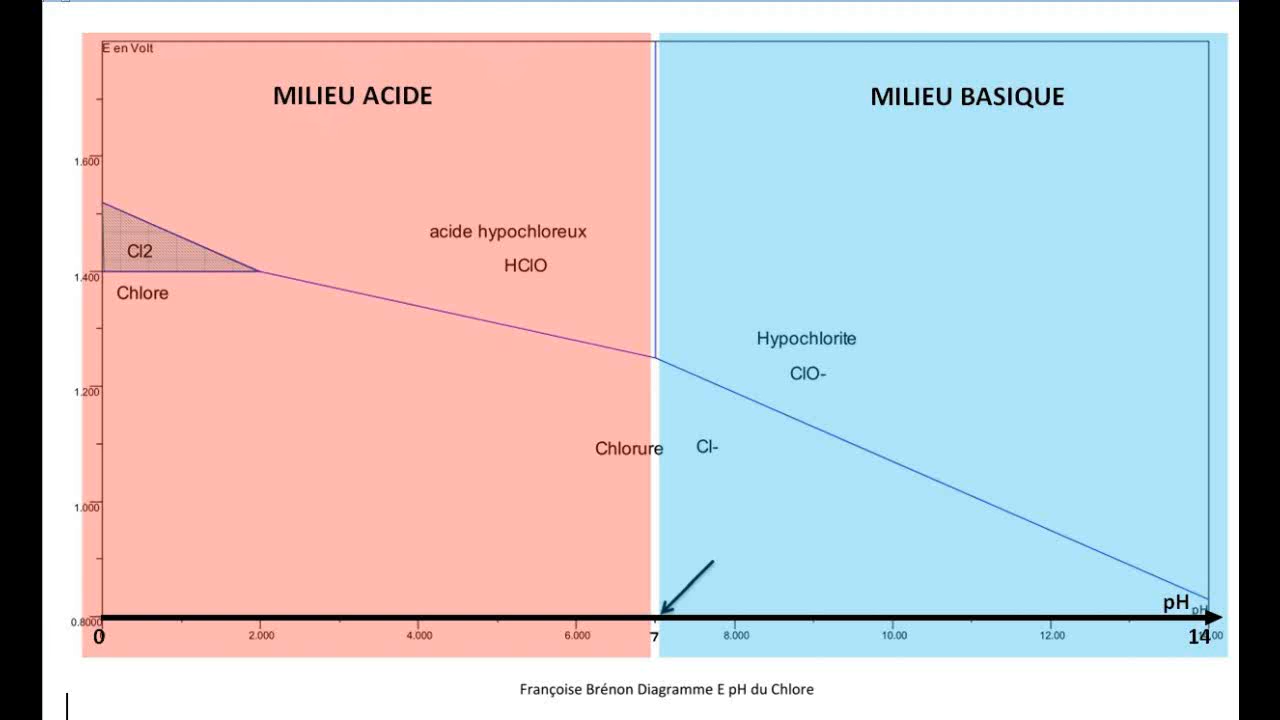 E en Volt
MILIEU ACIDE
MILIEU BASIQUE
1.600
acide hypochloreux
Cl2
HClO
1.400
Chlore
Hypochlorite
ClO-
1.200
Chlorure Cl-
1.000
pH
pH
0.8000
0 2.000 4.000 6.000 7 8.000 10.00 12.00 14
Françoise Brénon Diagramme E pH du Chlore